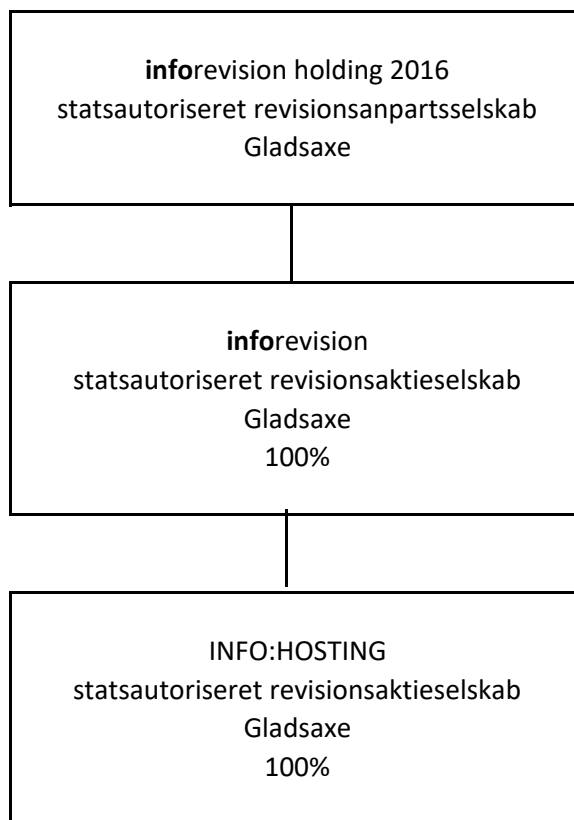 inforevision holding 2016
statsautoriseret revisionsanpartsselskab
Gladsaxe
inforevision
statsautoriseret revisionsaktieselskab
Gladsaxe
100%
INFO:HOSTING
statsautoriseret revisionsaktieselskab
Gladsaxe
100%